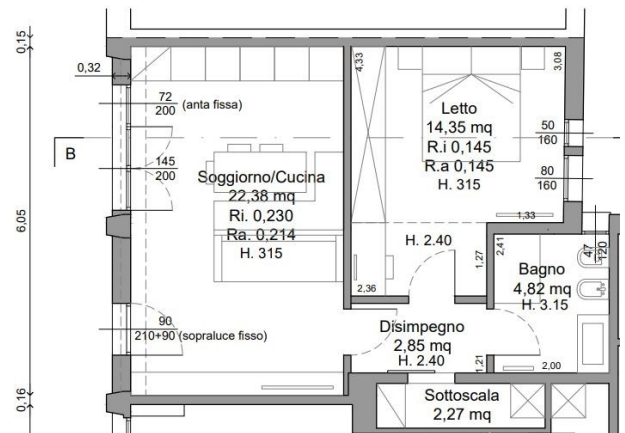 0,15
0,32
72
200
(anta fissa)
B
145
200
6,05
90
210+90 (sopraluce fisso)
0,16
Soggiorno/Cucina
22,38 mq
Ri. 0,230
Ra. 0,214
H. 315
4,33
3,08
Letto
14,35 mq
R.i 0,145
R.a 0,145
H. 315
50
160
80
160
1,33
H. 2.40
2,36
1,27
2,41
47
120
Bagno
4,82 mq
H. 3.15
2,00
Disimpegno
2,85 mq
H. 2.40
1,21
Sottoscala
2,27 mq